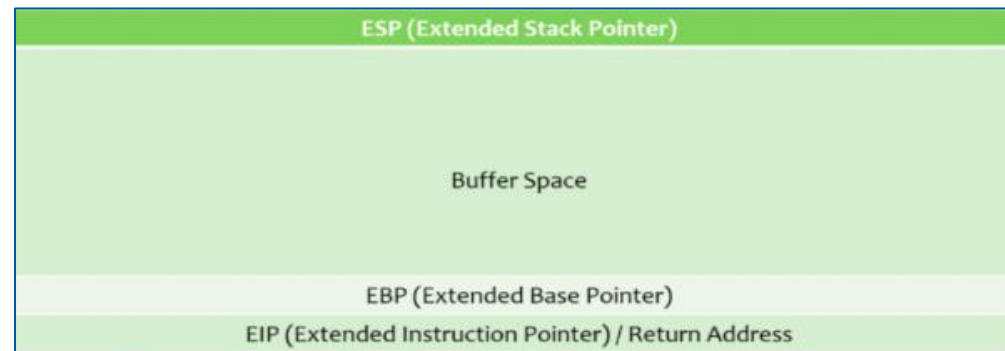 ESP (Extended Stack Pointer)
Buffer Space
EBP (Extended Base Pointer)
EIP (Extended Instruction Pointer) / Return Address